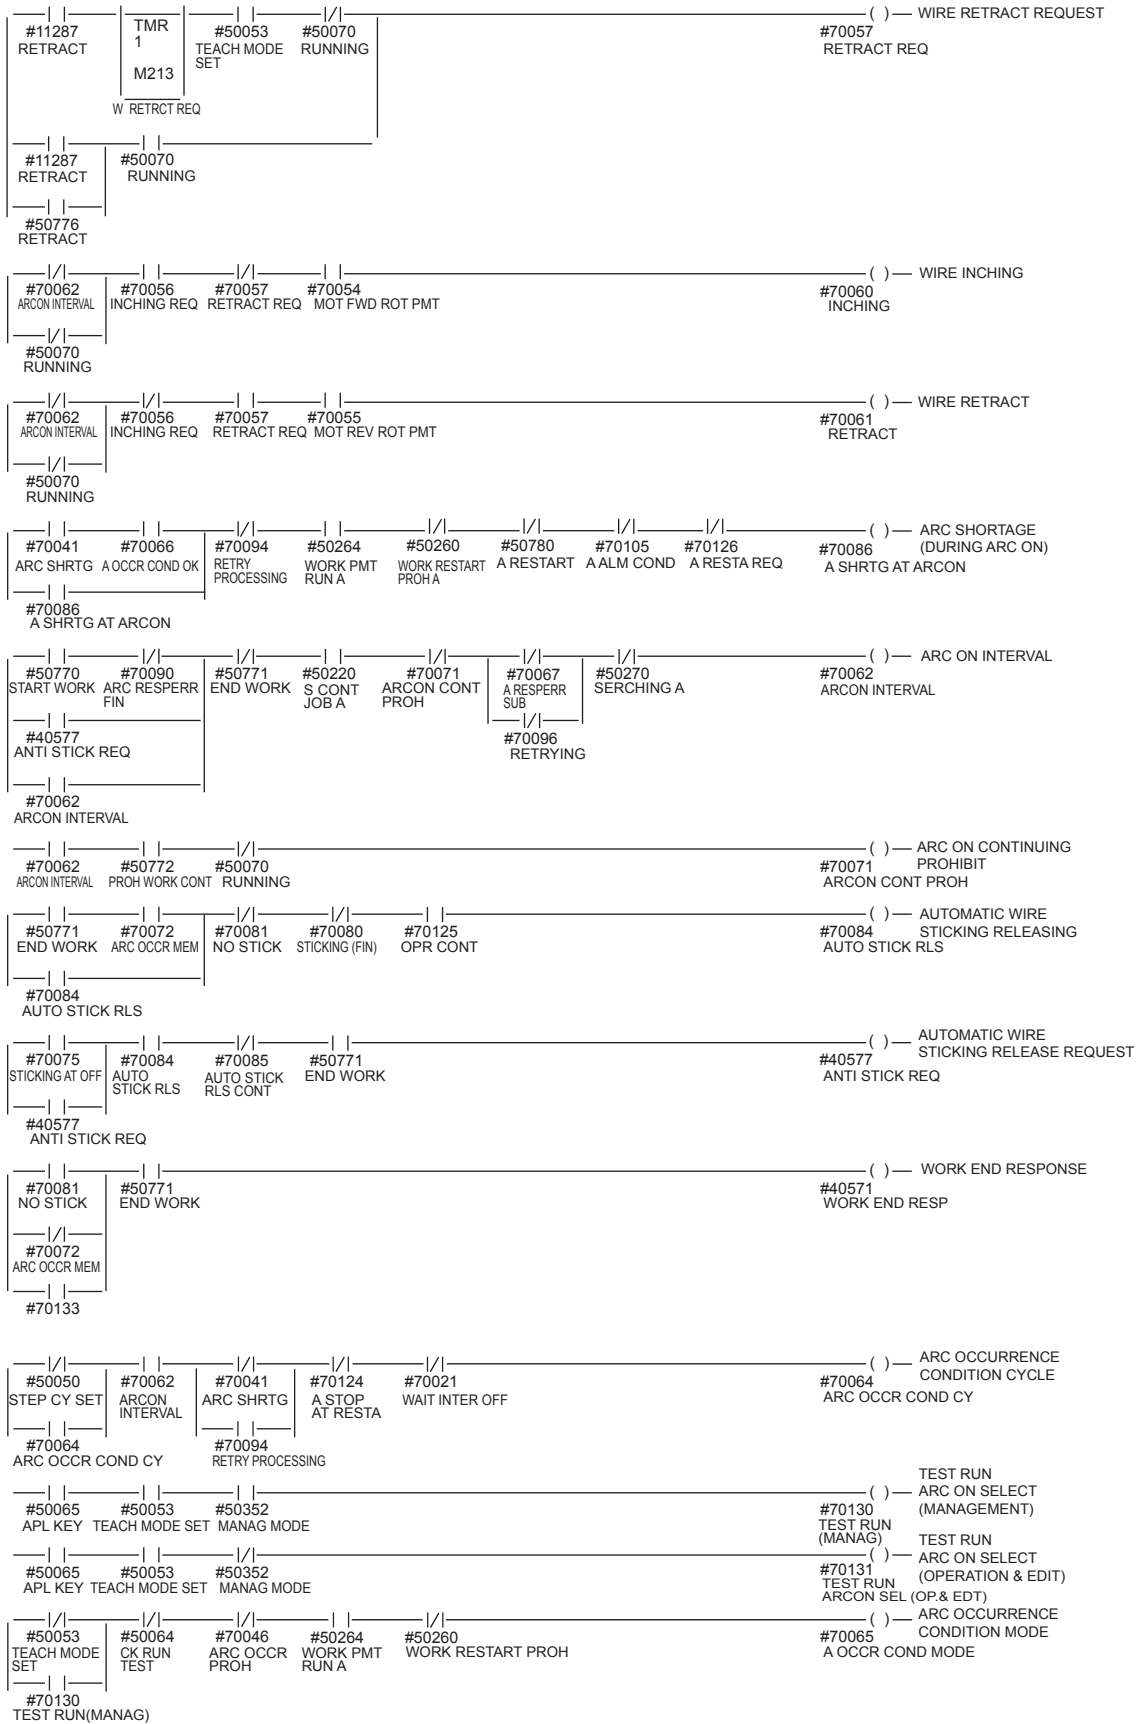 WIRE RETRACT REQUEST
#11287
RETRACT
TMR
1
M213
W RETRCT REQ
#50053
TEACH MODE
SET
#50070
RUNNING
#70057
RETRACT REQ
#11287
RETRACT
#50070
RUNNING
#50776
RETRACT
WIRE INCHING
#70062
ARCON INTERVAL
#70056
INCHING REQ
#70057
RETRACT REQ
#70054
MOT FWD ROT PMT
#70060
INCHING
#50070
RUNNING
WIRE RETRACT
#70062
ARCON INTERVAL
#70056
INCHING REQ
#70057
RETRACT REQ
#70055
MOT REV ROT PMT
#70061
RETRACT
#50070
RUNNING
ARC SHORTAGE
(DURING ARC ON)
#70041
ARC SHRTG
#70066
A OCCR COND OK
#70094
RETRY
PROCESSING
#50264
WORK PMT
RUN A
#50260
WORK RESTART
PROH A
#50780
A RESTART
#70105
A ALM COND
#70126
A RESTA REQ
#70086
A SHRTG AT ARCON
#70086
A SHRTG AT ARCON
ARC ON INTERVAL
#50770
START WORK
#70090
ARC RESPERR
FIN
#50771
END WORK
#50220
S CONT
JOB A
#70071
ARCON CONT
PROH
#70067
A RESPERR
SUB
#50270
SERCHING A
#70062
ARCON INTERVAL
#40577
ANTI STICK REQ
#70096
RETRYING
#70062
ARCON INTERVAL
ARC ON CONTINUING
PROHIBIT
#70062
ARCON INTERVAL
#50772
PROH WORK CONT
#50070
RUNNING
#70071
ARCON CONT PROH
AUTOMATIC WIRE
STICKING RELEASING
#50771
END WORK
#70072
ARC OCCR MEM
#70081
NO STICK
#70080
STICKING (FIN)
#70125
OPR CONT
#70084
AUTO STICK RLS
#70084
AUTO STICK RLS
AUTOMATIC WIRE
STICKING RELEASE REQUEST
#70075
STICKING AT OFF
#70084
AUTO
STICK RLS
#70085
AUTO STICK
RLS CONT
#50771
END WORK
#40577
ANTI STICK REQ
#40577
ANTI STICK REQ
WORK END RESPONSE
#70081
NO STICK
#50771
END WORK
#40571
WORK END RESP
#70072
ARC OCCR MEM
#70133
ARC OCCURRENCE
CONDITION CYCLE
#50050
STEP CY SET
#70062
ARCON
INTERVAL
#70041
ARC SHRTG
#70124
A STOP
AT RESTA
#70021
WAIT INTER OFF
#70064
ARC OCCR COND CY
#70064
ARC OCCR COND CY
#70094
RETRY PROCESSING
TEST RUN
ARC ON SELECT
(MANAGEMENT)
#50065
APL KEY
#50053
TEACH MODE SET
#50352
MANAG MODE
#70130
TEST RUN
(MANAG)
TEST RUN
ARC ON SELECT
(OPERATION & EDIT)
#50065
APL KEY
#50053
TEACH MODE SET
#50352
MANAG MODE
#70131
TEST RUN
ARCON SEL (OP.& EDT)
ARC OCCURRENCE
CONDITION MODE
#50053
TEACH MODE
SET
#50064
CK RUN
TEST
#70046
ARC OCCR
PROH
#50264
WORK PMT
RUN A
#50260
WORK RESTART PROH
#70065
A OCCR COND MODE
#70130
TEST RUN(MANAG)